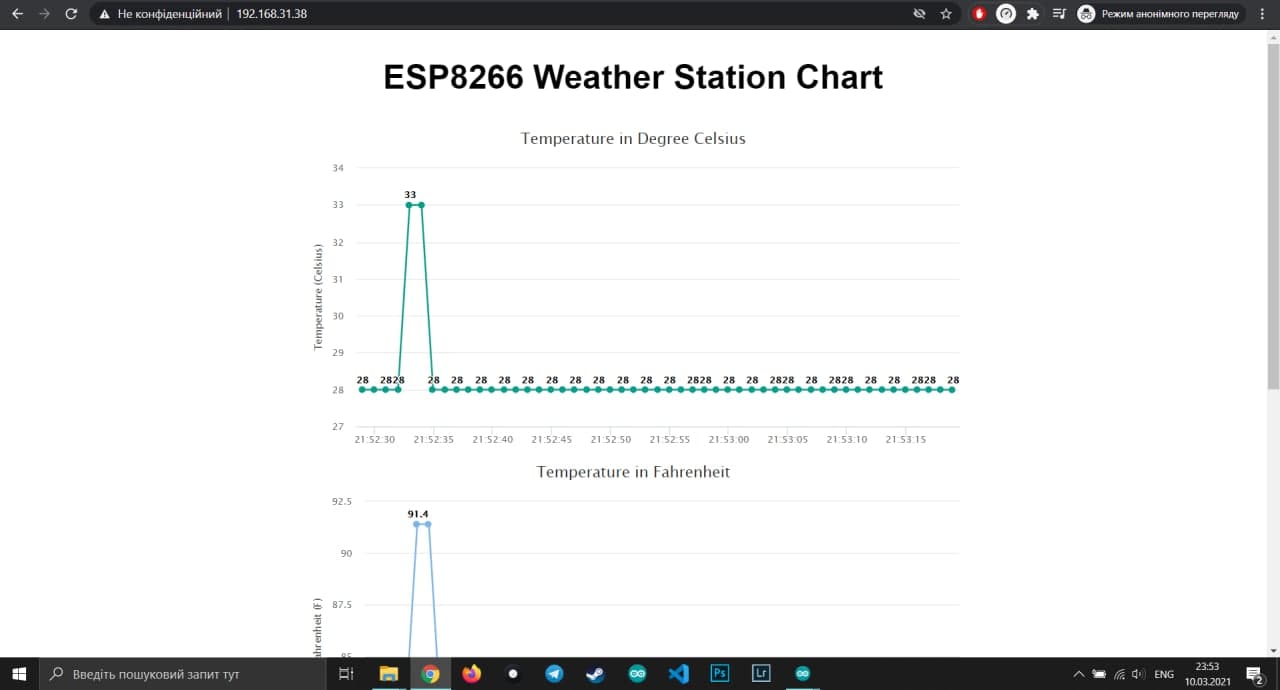 Не конфіденційний | 192.168.31.38
Режим анонімного перегляду
ESP8266 Weather Station Chart
Temperature in Degree Celsius
Temperature (Celsius)
34
33
32
31
30
29
28
27
33
28 2828 28 28 28 28 28 28 28 28 28 28 28 2828 28 28 2828 28 2828 28 28 2828 28
21:52:30 21:52:35 21:52:40 21:52:45 21:52:50 21:52:55 21:53:00 21:53:05 21:53:10 21:53:15
Temperature in Fahrenheit
92.5
91.4
90
87.5
85
hrenheit (F)
Введіть пошуковий запит тут
Ps
Lr
ENG
23:53
10.03.2021
2